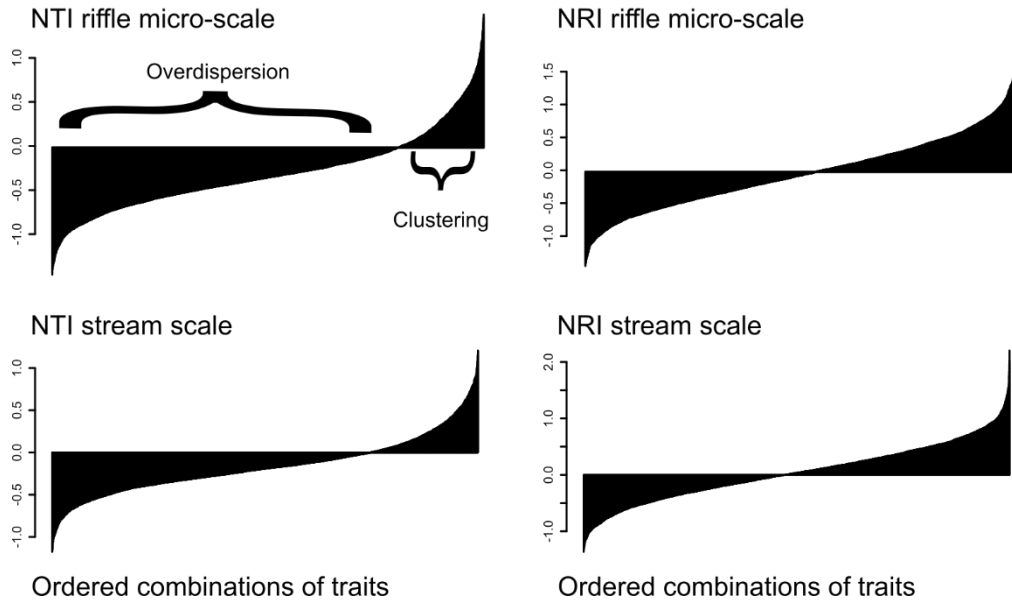 NTI riffle micro-scale
1.0
0.5
0.0
-0.5
-1.0
Overdispersion
Clustering
NRI riffle micro-scale
1.5
1.0
0.5
0.0
-0.5
-1.0
NTI stream scale
1.0
0.5
0.0
-0.5
-1.0
Ordered combinations of traits
NRI stream scale
2.0
1.0
0.0
-1.0
Ordered combinations of traits